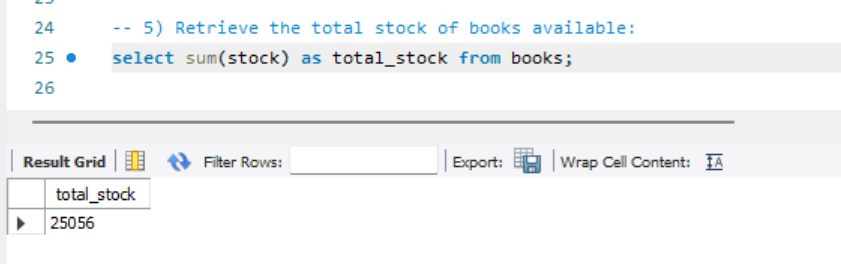 24 -- 5) Retrieve the total stock of books available:
25 select sum(stock) as total_stock from books;
26
Result Grid Filter Rows: Export: Wrap Cell Content: IA
total_stock
25056